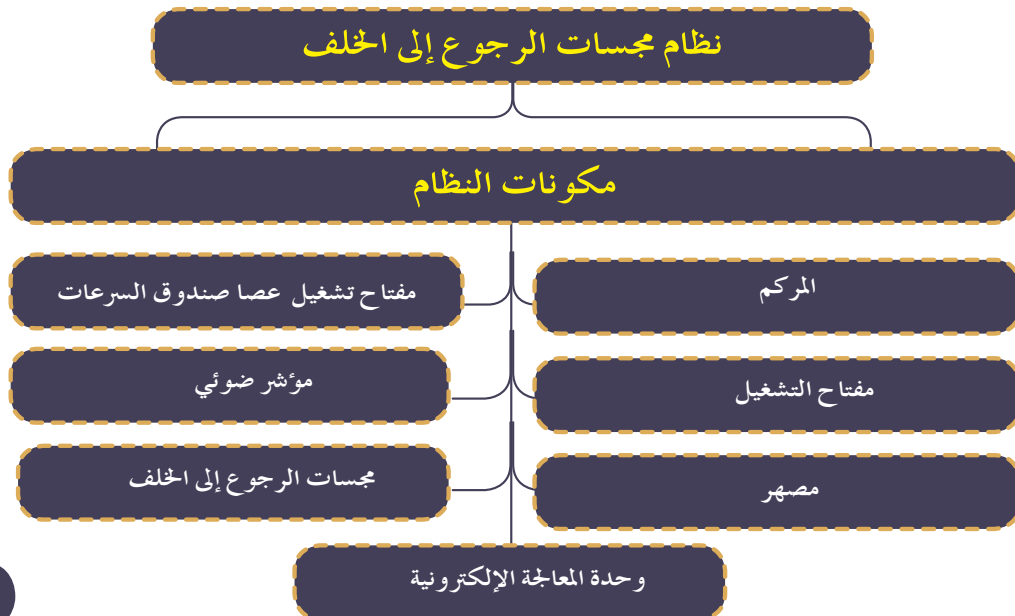 نظام مجسات الرجوع إلى الخلف
مكونات النظام
المركم
مفتاح تشغيل عصا صندوق السرعات
مفتاح التشغيل
مؤشر ضوئي
مصهر
مجسات الرجوع إلى الخلف
وحدة المعالجة الإلكترونية